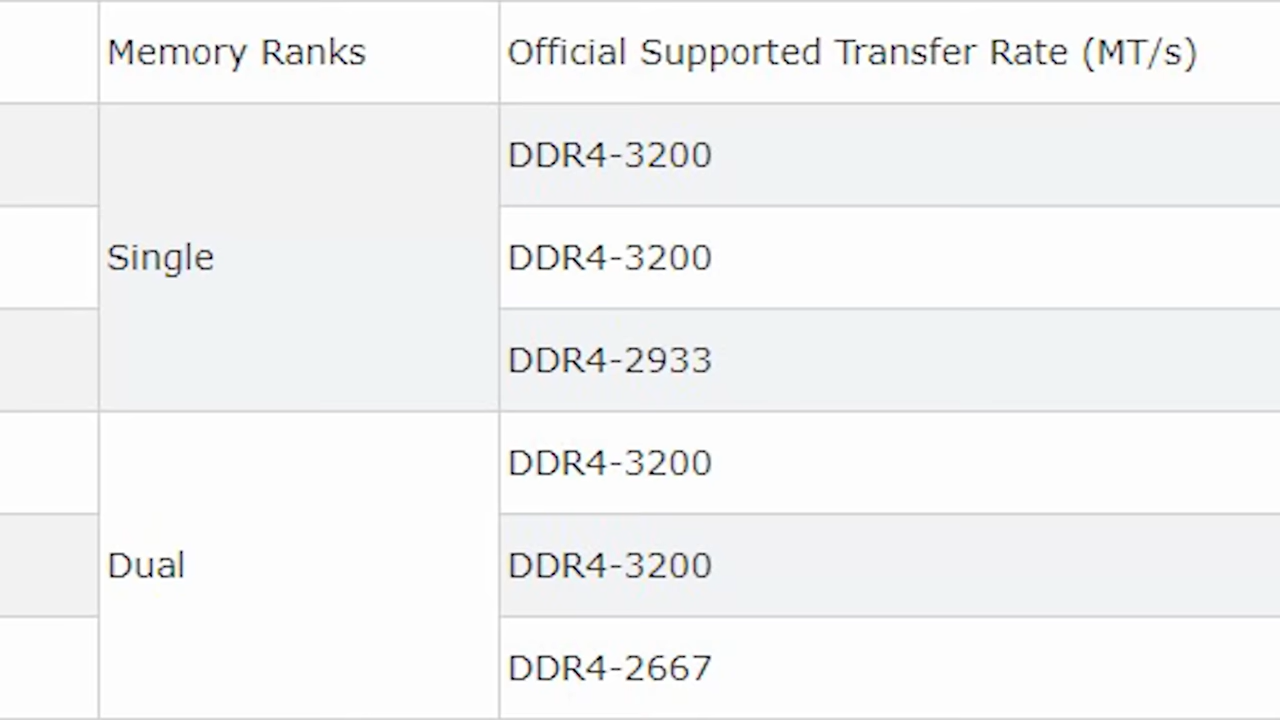 Memory Ranks Official Supported Transfer Rate (MT/s)
DDR4-3200
Single DDR4-3200
DDR4-2933
DDR4-3200
Dual DDR4-3200
DDR4-2667